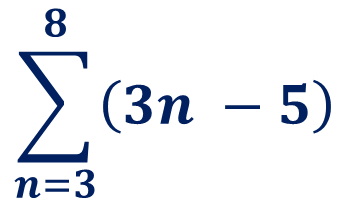 8
∑ (3n − 5)
n=3